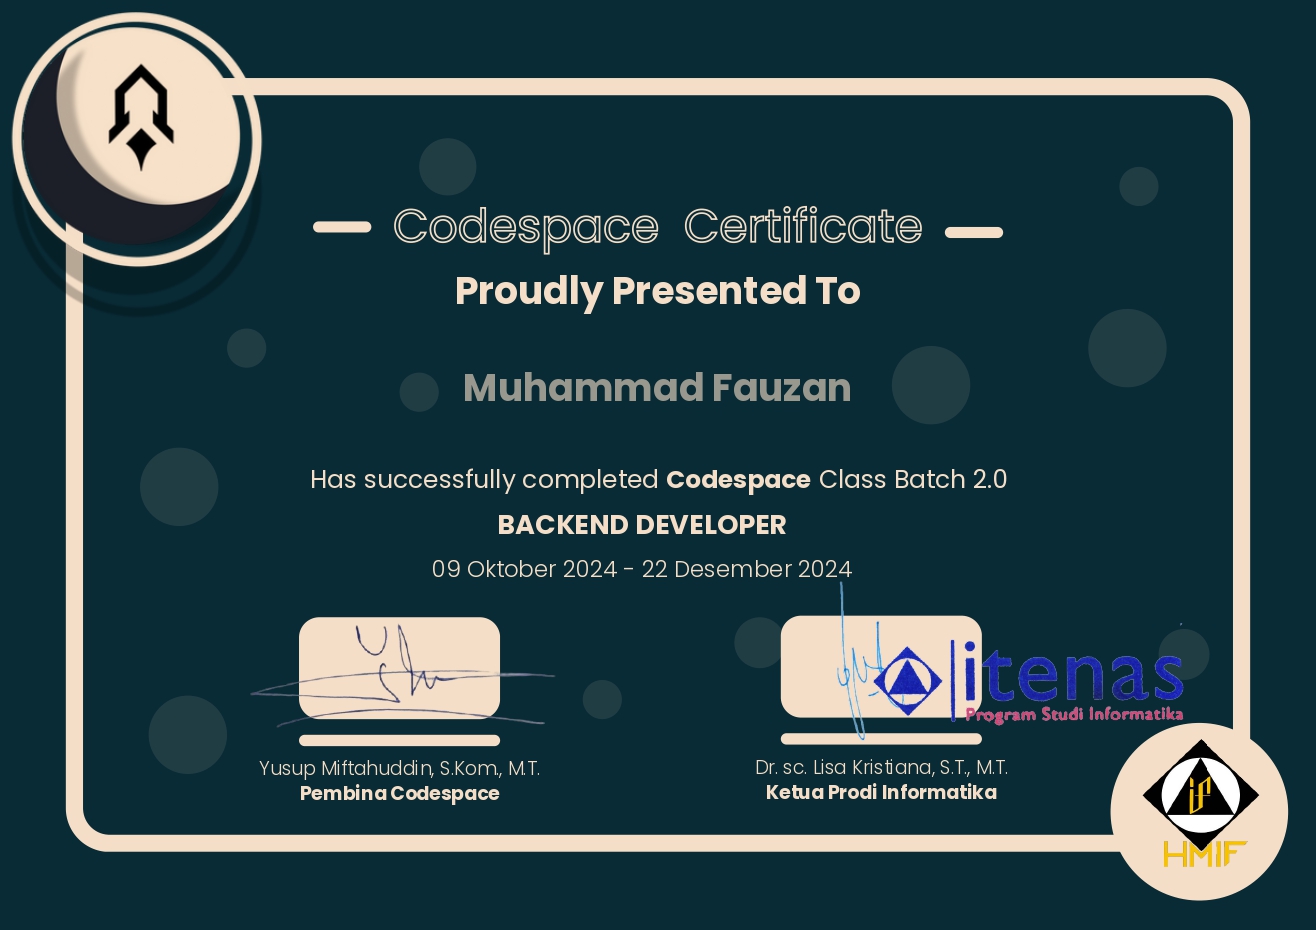 Codespace Certificate
Proudly Presented To
Muhammad Fauzan
Has successfully completed Codespace Class Batch 2.0
BACKEND DEVELOPER
09 Oktober 2024 - 22 Desember 2024
itenas
Program Studi Informatika
Yusup Miftahuddin, S.Kom., M.T.
Pembina Codespace
Dr. sc. Lisa Kristiana, S.T., M.T.
Ketua Prodi Informatika
if
HMIF